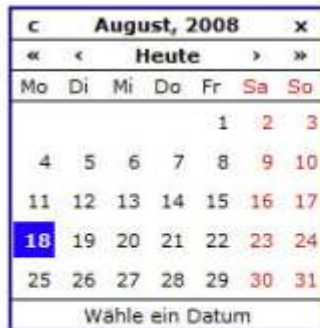 c August, 2008 x
« ‹ Heute › »
Mo Di Mi Do Fr Sa So
1 2 3
4 5 6 7 8 9 10
11 12 13 14 15 16 17
18 19 20 21 22 23 24
25 26 27 28 29 30 31
Wähle ein Datum